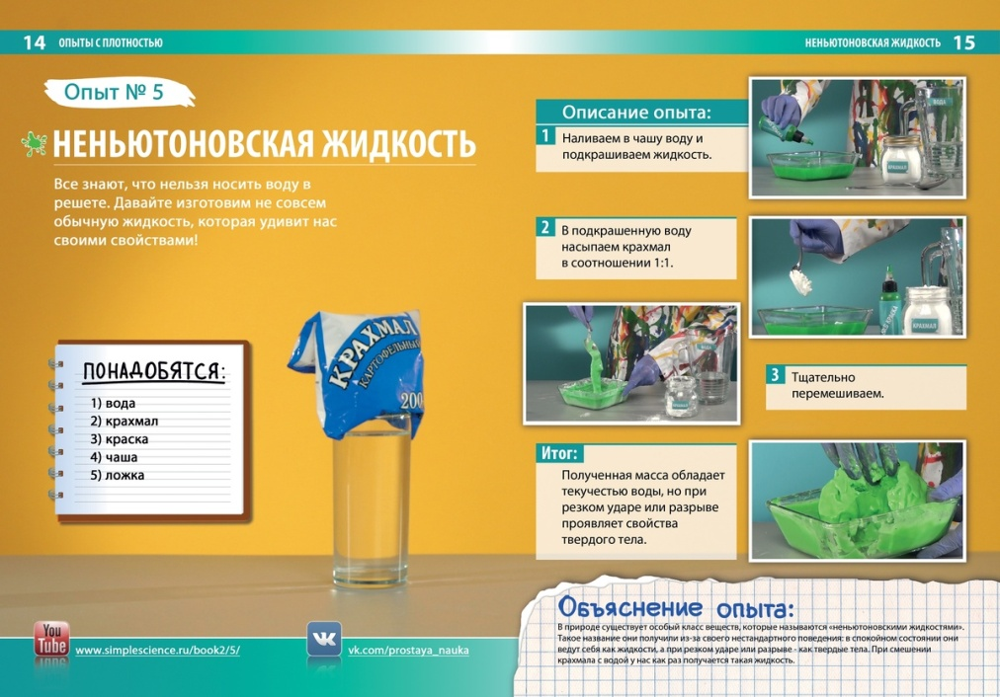 14 ОПЫТЫ С ПЛОТНОСТЬЮ
НЕНЬЮТОНОВСКАЯ ЖИДКОСТЬ 15
Опыт № 5
НЕНЬЮТОНОВСКАЯ ЖИДКОСТЬ
Все знают, что нельзя носить воду в
решете. Давайте изготовим не совсем
обычную жидкость, которая удивит нас
своими свойствами!
КРАХМАЛ
КАРТОФЕЛЬНЫЙ
200
ПОНАДОБЯТСЯ:
1) вода
2) крахмал
3) краска
4) чаша
5) ложка
You
Tube
www.simplescience.ru/book2/5/
vk.com/prostaya_nauka
Описание опыта:
1 Наливаем в чашу воду и
подкрашиваем жидкость.
ВОДА
КРАХМАЛ
2 В подкрашенную воду
насыпаем крахмал
в соотношении 1:1.
КРАХМАЛ
ВОДА
3 Тщательно
перемешиваем.
Итог:
Полученная масса обладает
текучестью воды, но при
резком ударе или разрыве
проявляет свойства
твердого тела.
Объяснение опыта:
В природе существует особый класс веществ, которые называются «неньютоновскими жидкостями».
Такое название они получили из-за своего нестандартного поведения: в спокойном состоянии они
ведут себя как жидкости, а при резком ударе или разрыве - как твердые тела. При смешении
крахмала с водой у нас как раз получается такая жидкость.